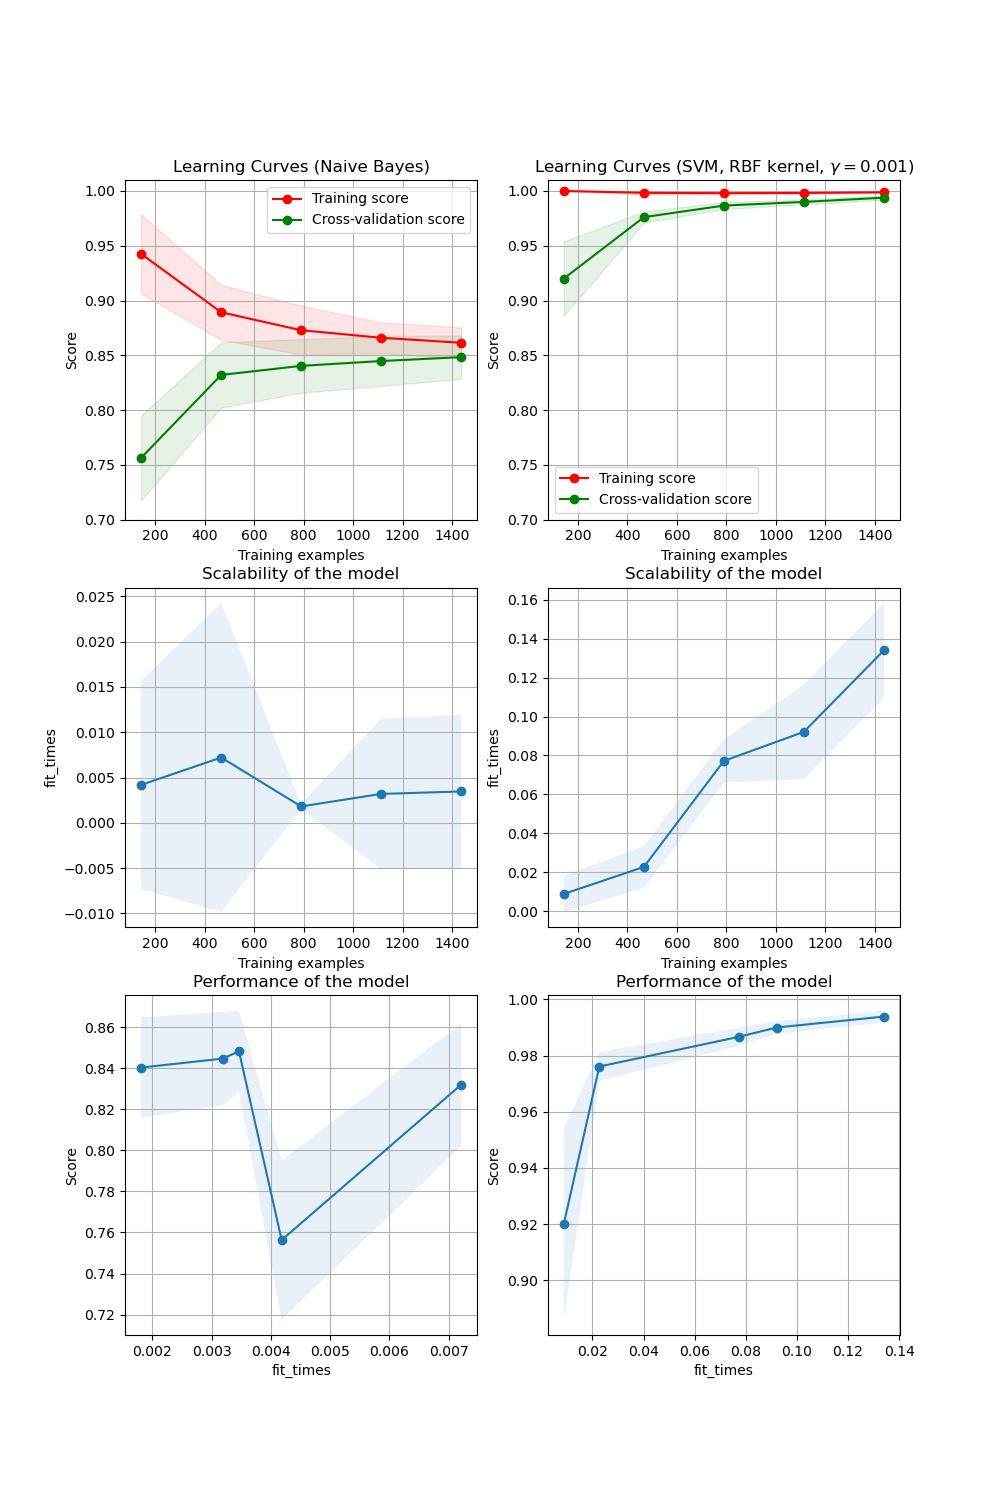 Learning Curves (Naive Bayes)
1.00
0.95
0.90
0.85
0.80
0.75
0.70
Score
Training score
Cross-validation score
200 400 600 800 1000 1200 1400
Training examples
Learning Curves (SVM, RBF kernel, γ = 0.001)
1.00
0.95
0.90
0.85
0.80
0.75
0.70
Score
Training score
Cross-validation score
200 400 600 800 1000 1200 1400
Training examples
Scalability of the model
0.025
0.020
0.015
0.010
0.005
0.000
−0.005
−0.010
fit_times
200 400 600 800 1000 1200 1400
Training examples
Scalability of the model
0.16
0.14
0.12
0.10
0.08
0.06
0.04
0.02
0.00
fit_times
200 400 600 800 1000 1200 1400
Training examples
Performance of the model
0.86
0.84
0.82
0.80
0.78
0.76
0.74
0.72
Score
0.002 0.003 0.004 0.005 0.006 0.007
fit_times
Performance of the model
1.00
0.98
0.96
0.94
0.92
0.90
Score
0.02 0.04 0.06 0.08 0.10 0.12 0.14
fit_times